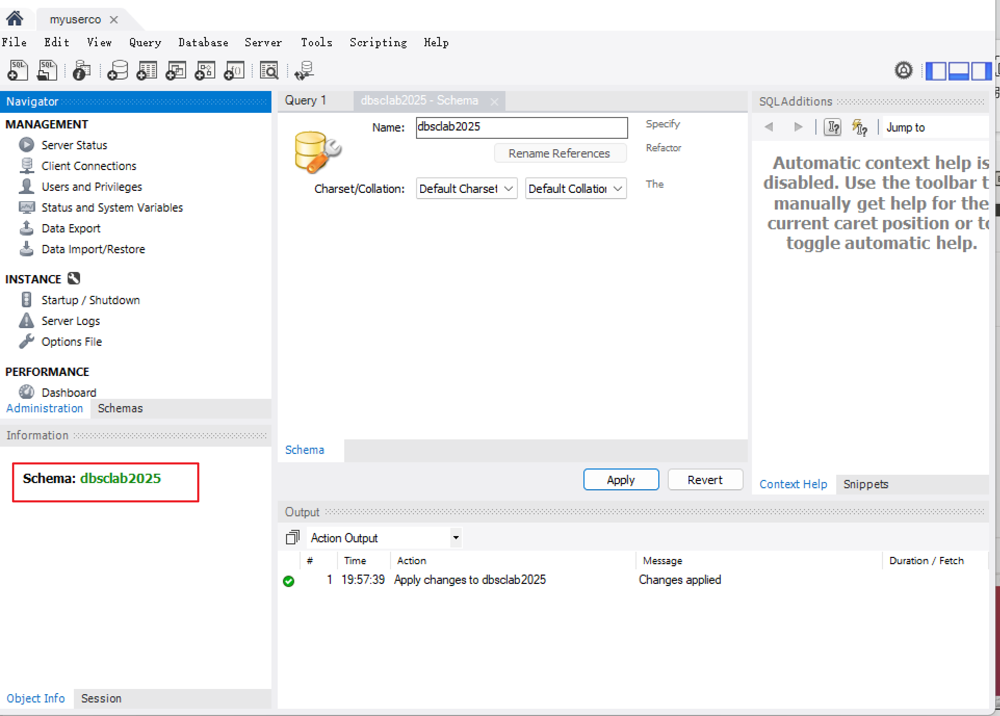 myuserco
File Edit View Query Database Server Tools Scripting Help
Navigator
MANAGEMENT
Server Status
Client Connections
Users and Privileges
Status and System Variables
Data Export
Data Import/Restore
INSTANCE
Startup / Shutdown
Server Logs
Options File
PERFORMANCE
Dashboard
Administration Schemas
Information
Schema: dbsclab2025
Object Info Session
Query 1 dbsclab2025 - Schema
Name: dbsclab2025 Specify
Rename References Refactor
Charset/Collation: Default Charset Default Collation The
Schema
Apply Revert
SQLAdditions
Jump to
Automatic context help is
disabled. Use the toolbar t
manually get help for the
current caret position or to
toggle automatic help.
Context Help Snippets
Output
Action Output
# Time Action Message Duration / Fetch
1 19:57:39 Apply changes to dbsclab2025 Changes applied